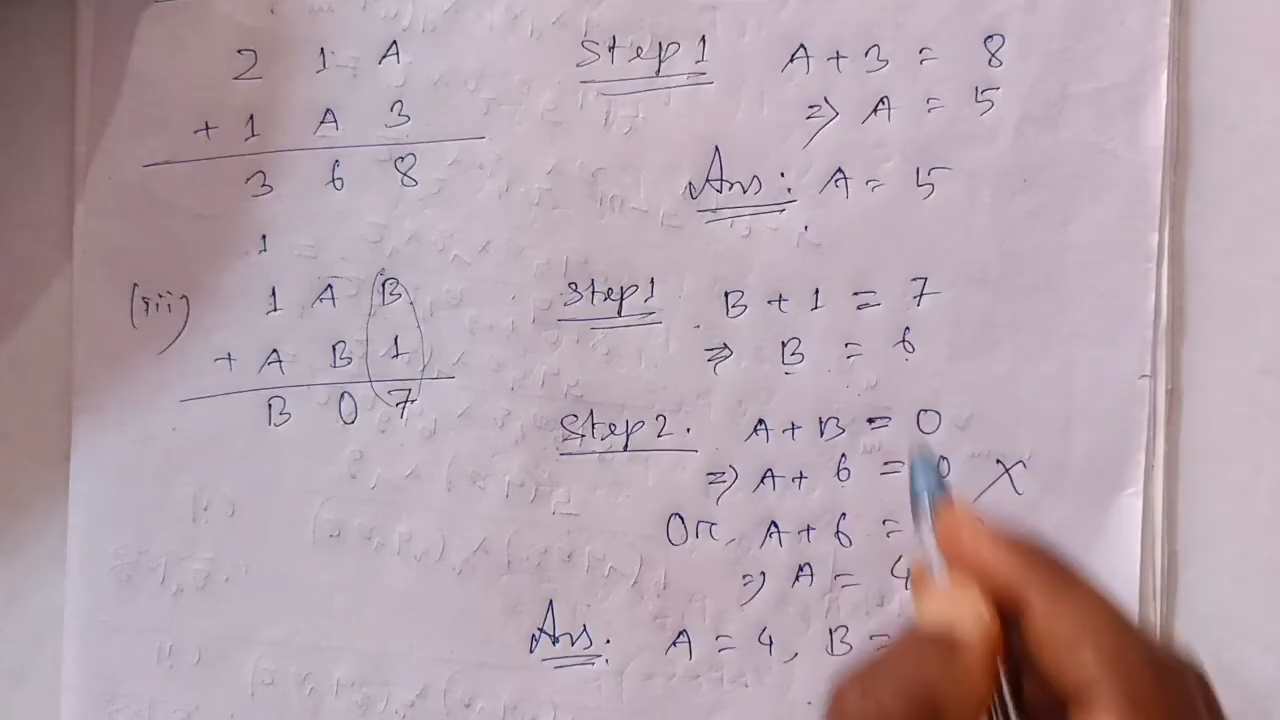 2 1 A
+ 1 A 3
3 6 8
Step 1 A + 3 = 8
=> A = 5
Ans: A = 5
1
(iii) 1 A B
+ A B 1
B 0 7
Step 1 B + 1 = 7
=> B = 6
Step 2. A + B = 0
=> A + 6 = 0 X
Or, A + 6 =
=> A = 4
Ans: A = 4, B =